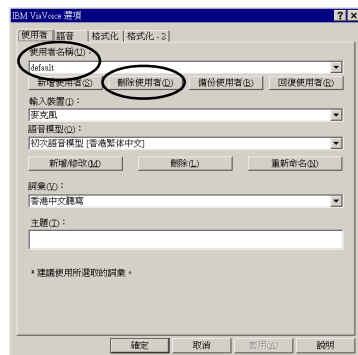 IBM ViaVoice 選項
使用者 語音 格式化 格式化 - 2
使用者名稱(U)：
default
新增使用者(S) 刪除使用者(D) 備份使用者(B) 回復使用者(R)
輸入裝置(I)：
麥克風
語音模型(O)：
初次語音模型 [香港繁体中文]
新增/修改(M) 刪除(L) 重新命名(N)
詞彙(V)：
香港中文聽寫
主題(T)：
* 建議使用所選取的詞彙。
確定 取消 套用(A) 說明